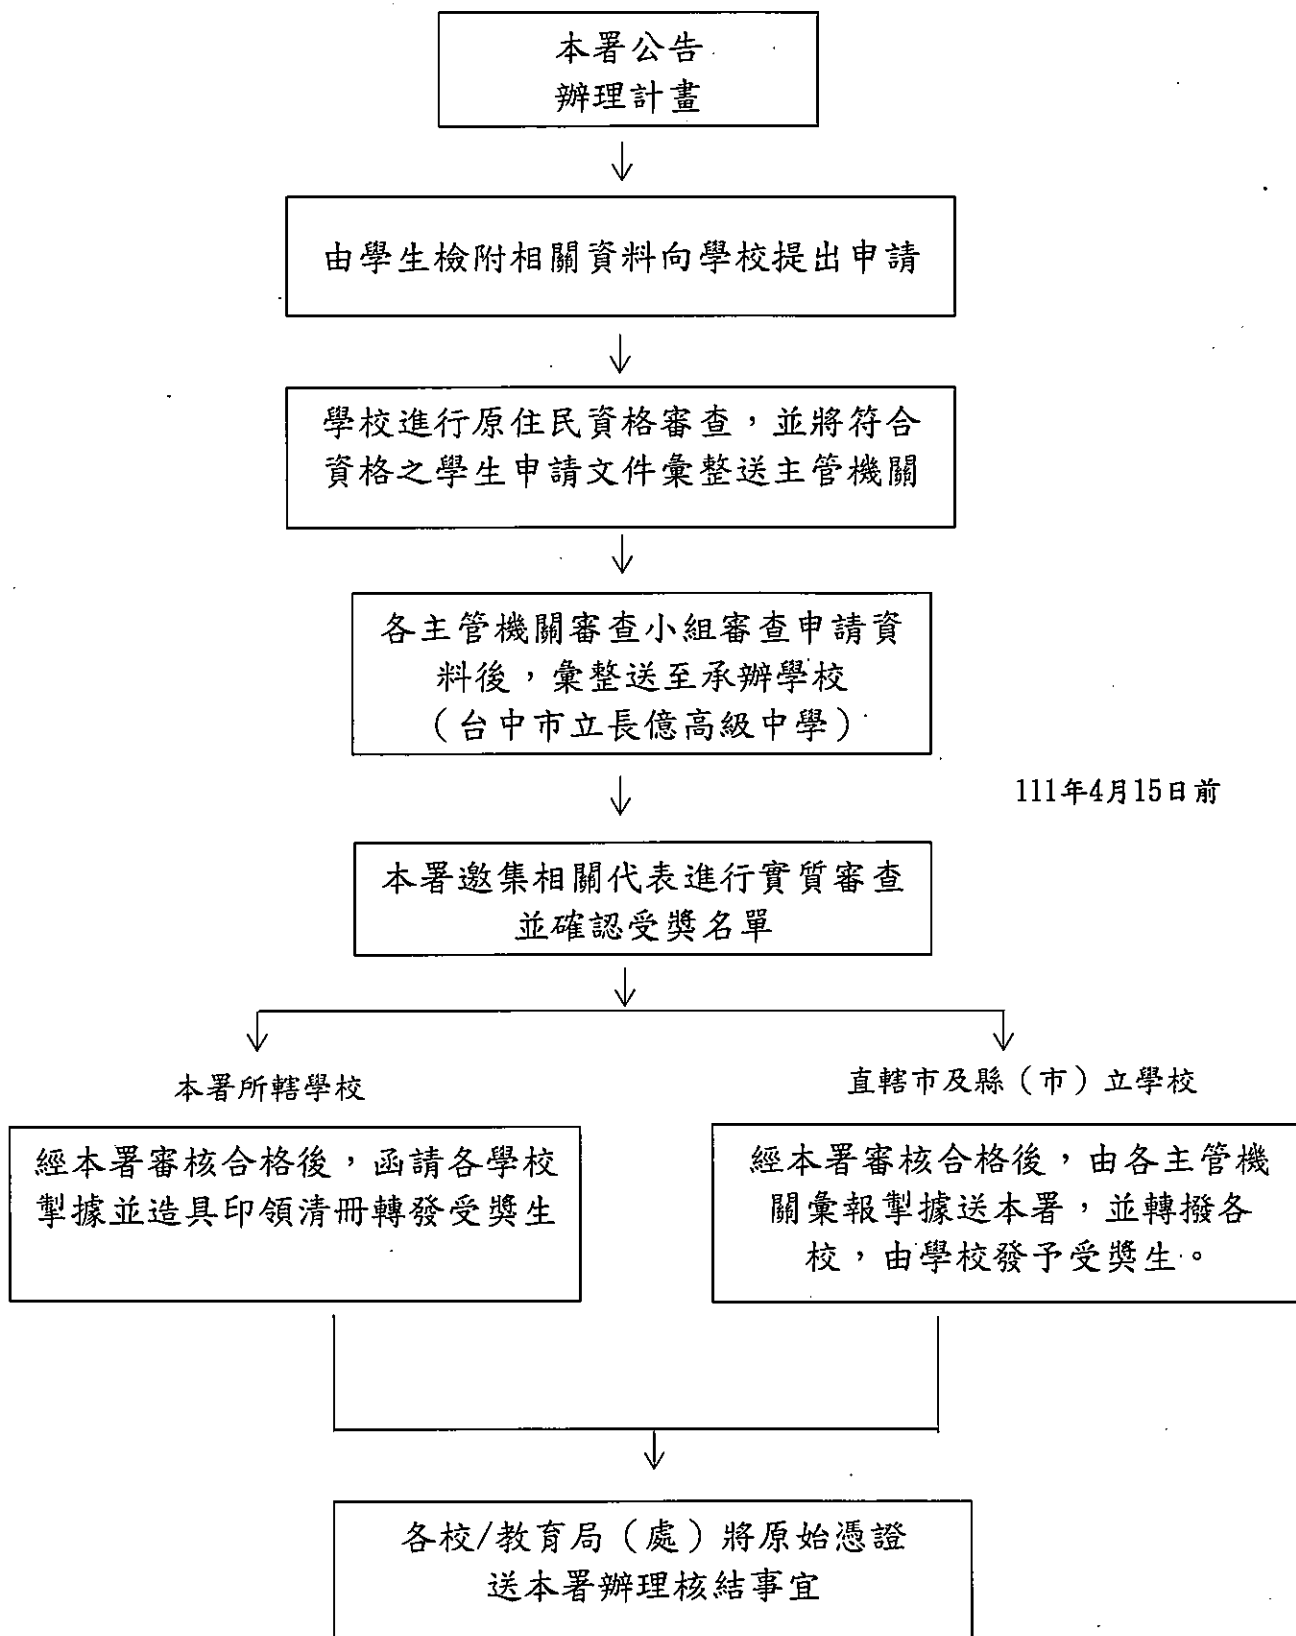 本署公告
辦理計畫
由學生檢附相關資料向學校提出申請
學校進行原住民資格審查，並將符合
資格之學生申請文件彙整送主管機關
各主管機關審查小組審查申請資
料後，彙整送至承辦學校
（台中市立長億高級中學）
111年4月15日前
本署邀集相關代表進行實質審查
並確認受獎名單
本署所轄學校
經本署審核合格後，函請各學校
掣據並造具印領清冊轉發受獎生
直轄市及縣（市）立學校
經本署審核合格後，由各主管機
關彙報掣據送本署，並轉撥各
校，由學校發予受獎生。
各校/教育局（處）將原始憑證
送本署辦理核結事宜